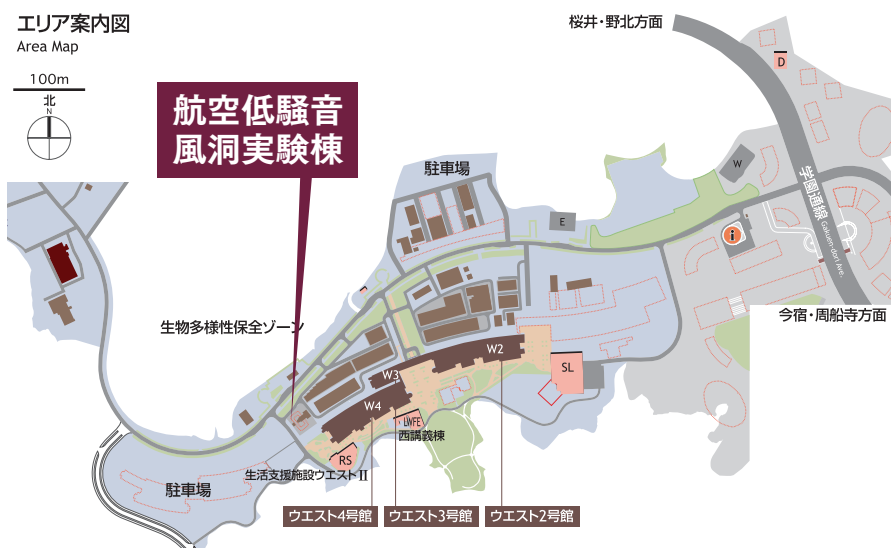 エリア案内図
Area Map
100m
北
N
航空低騒音
風洞実験棟
桜井・野北方面
D
駐車場
W
E
学園通線
Gakuen-dori Ave.
i
今宿・周船寺方面
生物多様性保全ゾーン
W2
W3
SL
W4
LWFE
西講義棟
RS
生活支援施設ウエストⅡ
駐車場
ウエスト4号館
ウエスト3号館
ウエスト2号館